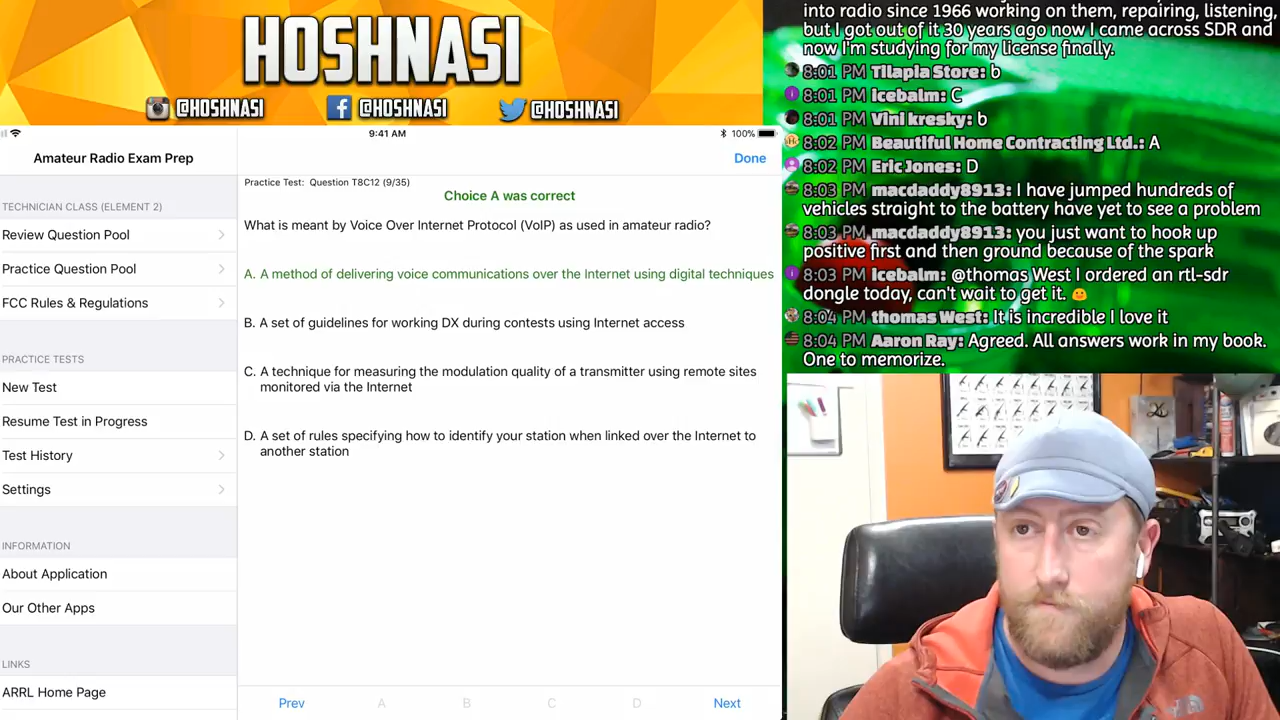 HOSHNASI
@HOSHNASI
@HOSHNASI
@HOSHNASI
9:41 AM
100%
Amateur Radio Exam Prep
Done
TECHNICIAN CLASS (ELEMENT 2)
Review Question Pool
Practice Question Pool
FCC Rules & Regulations
PRACTICE TESTS
New Test
Resume Test in Progress
Test History
Settings
INFORMATION
About Application
Our Other Apps
LINKS
ARRL Home Page
Practice Test: Question T8C12 (9/35)
Choice A was correct
What is meant by Voice Over Internet Protocol (VoIP) as used in amateur radio?
A. A method of delivering voice communications over the Internet using digital techniques
B. A set of guidelines for working DX during contests using Internet access
C. A technique for measuring the modulation quality of a transmitter using remote sites
monitored via the Internet
D. A set of rules specifying how to identify your station when linked over the Internet to
another station
Prev
A
B
C
D
Next
into radio since 1966 working on them, repairing, listening,
but I got out of it 30 years ago now I came across SDR and
now I'm studying for my license finally.
8:01 PM Tilapia Store: b
8:01 PM icebalm: C
8:01 PM Vini kresky: b
8:02 PM Beautiful Home Contracting Ltd.: A
8:02 PM Eric Jones: D
8:03 PM macdaddy8913: I have jumped hundreds of
vehicles straight to the battery have yet to see a problem
8:03 PM macdaddy8913: you just want to hook up
positive first and then ground because of the spark
8:03 PM icebalm: @thomas West I ordered an rtl-sdr
dongle today, can't wait to get it.
8:04 PM thomas West: It is incredible I love it
8:04 PM Aaron Ray: Agreed. All answers work in my book.
One to memorize.